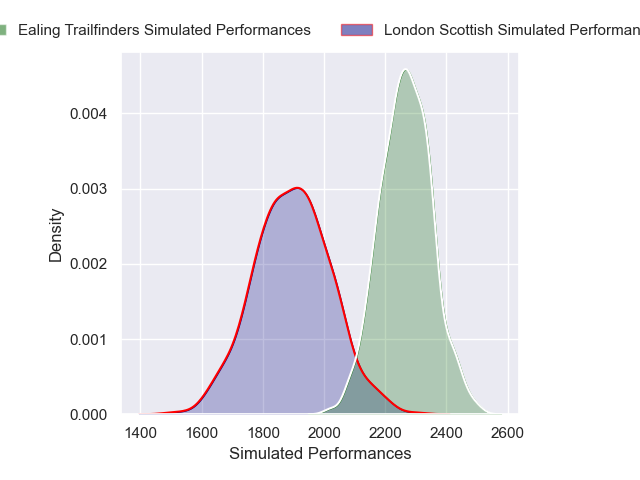 Ealing Trailfinders Simulated Performances
London Scottish Simulated Performan
Density
0.004
0.003
0.002
0.001
0.000
1400 1600 1800 2000 2200 2400 2600
Simulated Performances